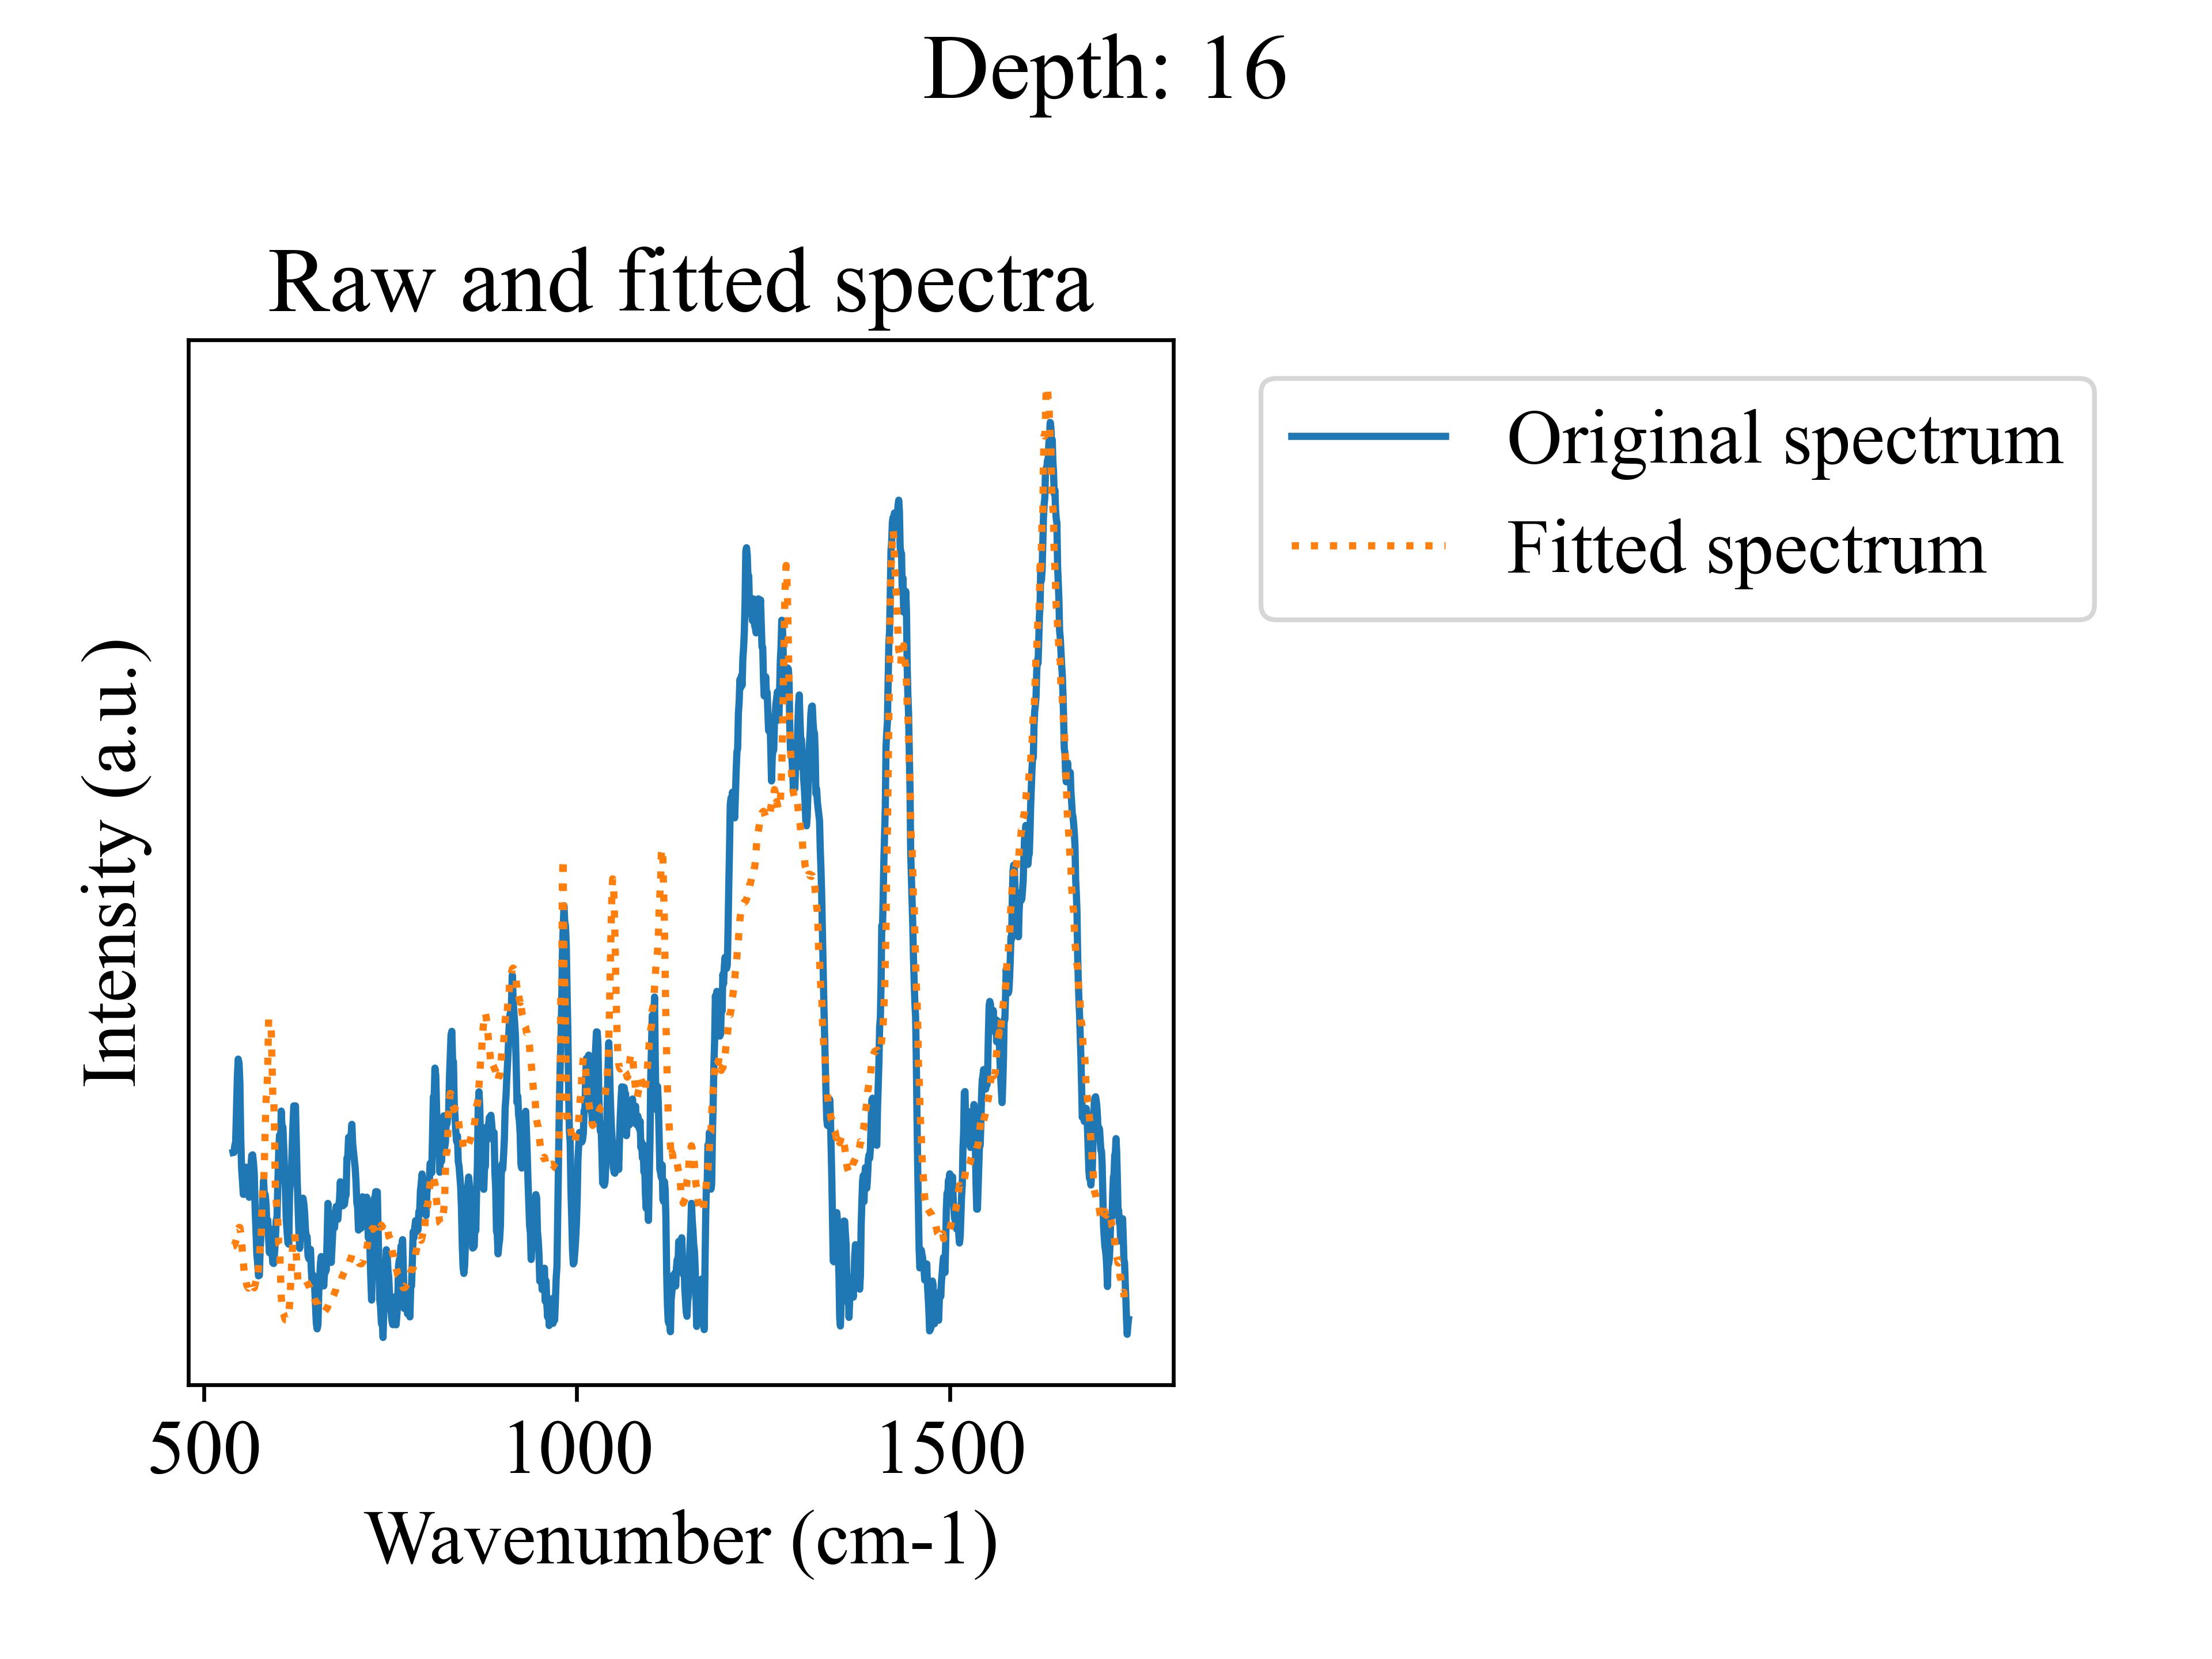 Depth: 16
Raw and fitted spectra
Original spectrum
Fitted spectrum
Intensity (a.u.)
500 1000 1500
Wavenumber (cm-1)